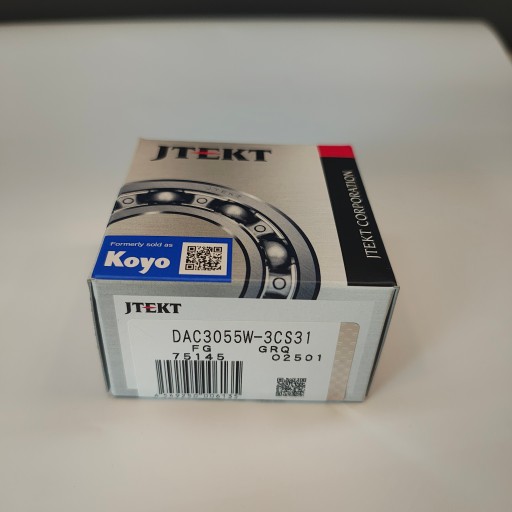 JTEKT
JTEKT CORPORATION
Formerly sold as
Koyo
JTEKT
DAC3055W-3CS31
FG GRQ
75145 02501